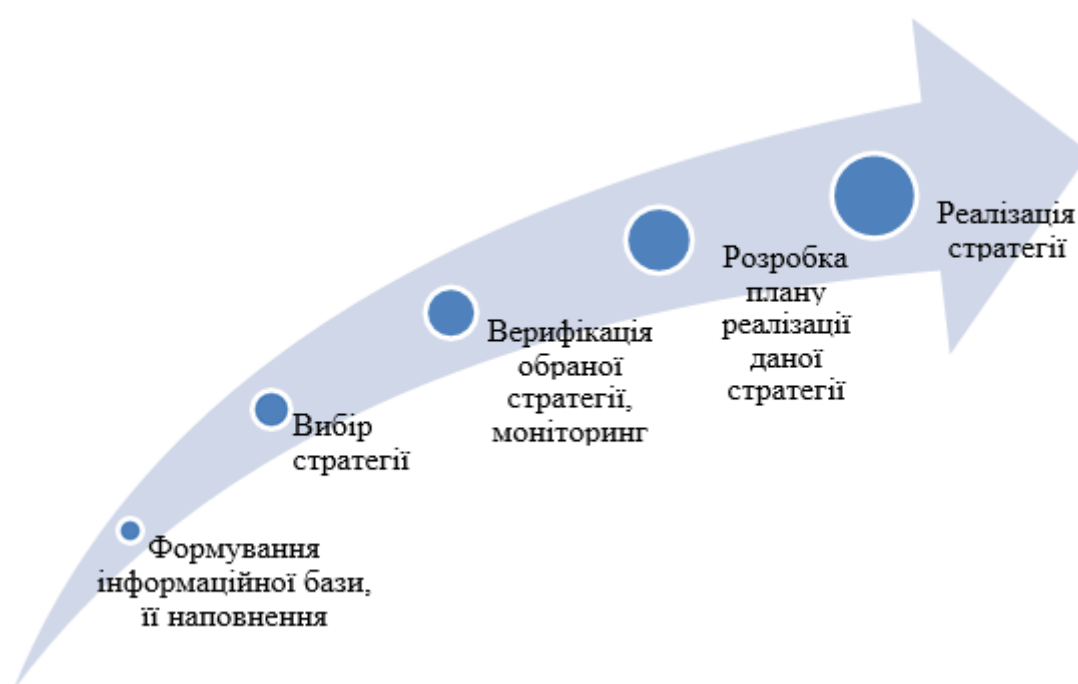 Формування
інформаційної бази,
її наповнення
Вибір
стратегії
Верифікація
обраної
стратегії,
моніторинг
Розробка
плану
реалізації
даної
стратегії
Реалізація
стратегії